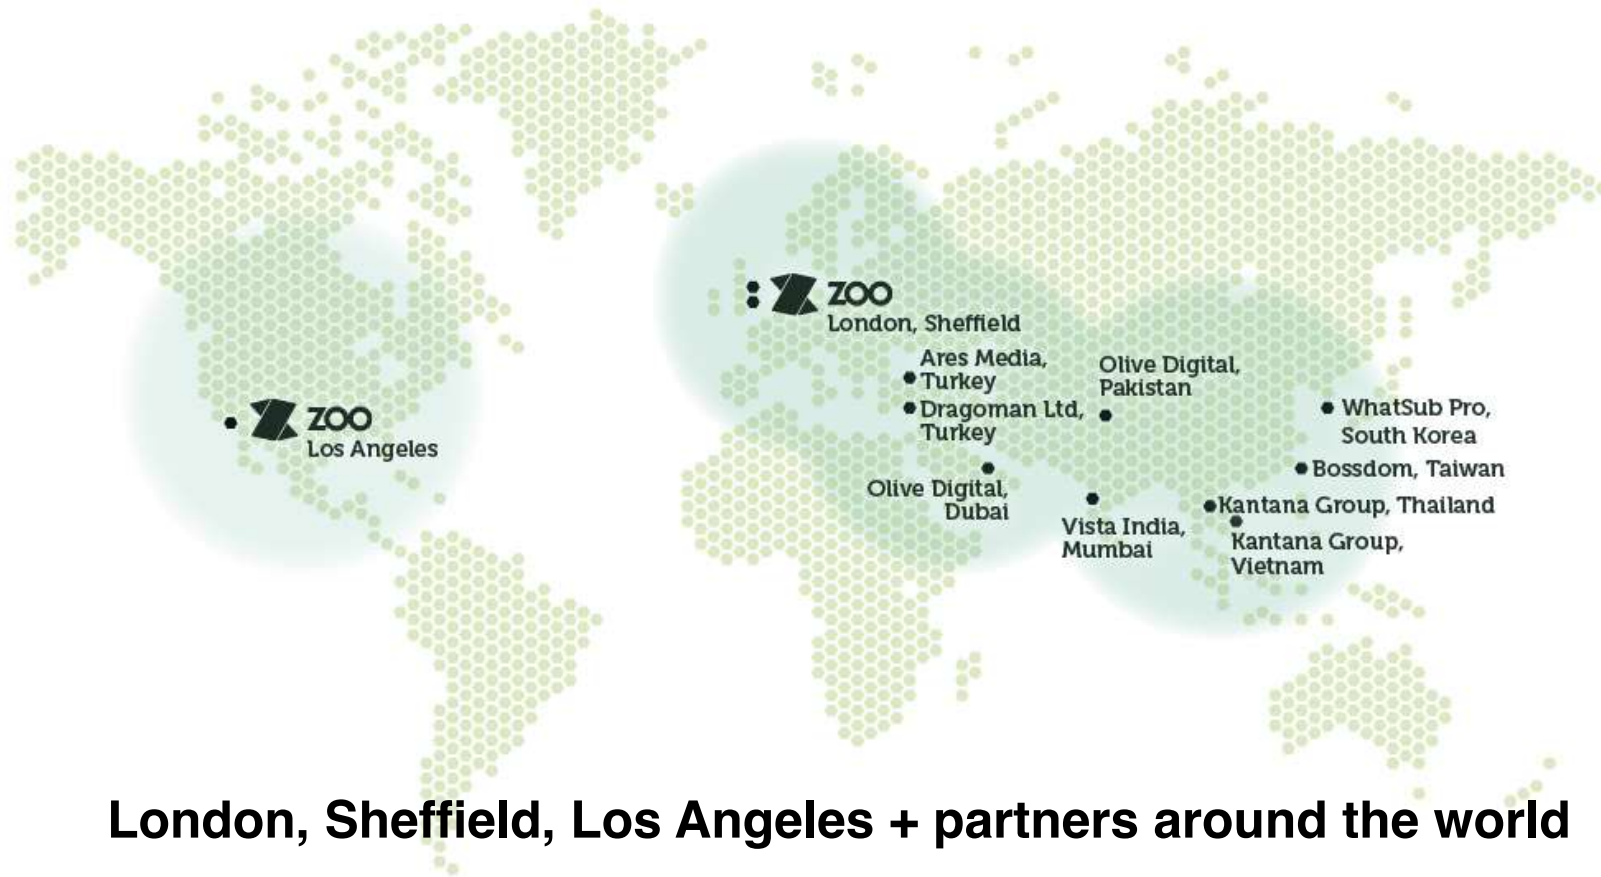 ZOO
London, Sheffield
Ares Media,
Turkey
Dragoman Ltd,
Turkey
Olive Digital,
Pakistan
ZOO
Los Angeles
WhatSub Pro,
South Korea
Bossdom, Taiwan
Olive Digital,
Dubai
Vista India,
Mumbai
Kantana Group, Thailand
Kantana Group,
Vietnam
London, Sheffield, Los Angeles + partners around the world